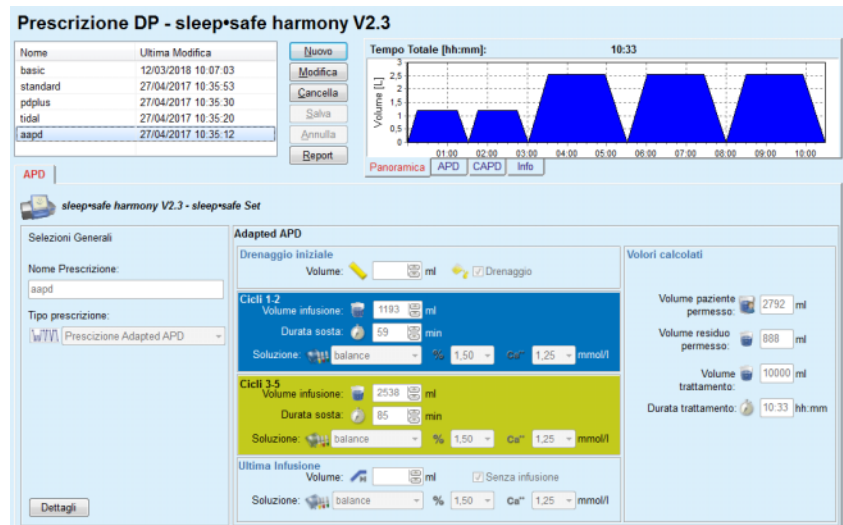 Prescrizione DP - sleep•safe harmony V2.3
Nome Ultima Modifica
basic 12/03/2018 10:07:03
standard 27/04/2017 10:35:53
pdplus 27/04/2017 10:35:30
tidal 27/04/2017 10:35:20
aapd 27/04/2017 10:35:12
Nuovo
Modifica
Cancella
Salva
Annulla
Report
Tempo Totale [hh:mm]: 10:33
Volume [L]
3
2,5
2
1,5
1
0,5
0
01:00 02:00 03:00 04:00 05:00 06:00 07:00 08:00 09:00 10:00
Panoramica APD CAPD Info
APD
sleep•safe harmony V2.3 - sleep•safe Set
Selezioni Generali
Nome Prescrizione:
aapd
Tipo prescrizione:
Prescizione Adapted APD
Dettagli
Adapted APD
Drenaggio iniziale
Volume: ml Drenaggio
Cicli 1-2
Volume infusione: 1193 ml
Durata sosta: 59 min
Soluzione: balance % 1,50 Ca++ 1,25 mmol/l
Cicli 3-5
Volume infusione: 2538 ml
Durata sosta: 85 min
Soluzione: balance % 1,50 Ca++ 1,25 mmol/l
Ultima Infusione
Volume: ml Senza infusione
Soluzione: balance % 1,50 Ca++ 1,25 mmol/l
Valori calcolati
Volume paziente
permesso: 2792 ml
Volume residuo
permesso: 888 ml
Volume
trattamento: 10000 ml
Durata trattamento: 10:33 hh:mm